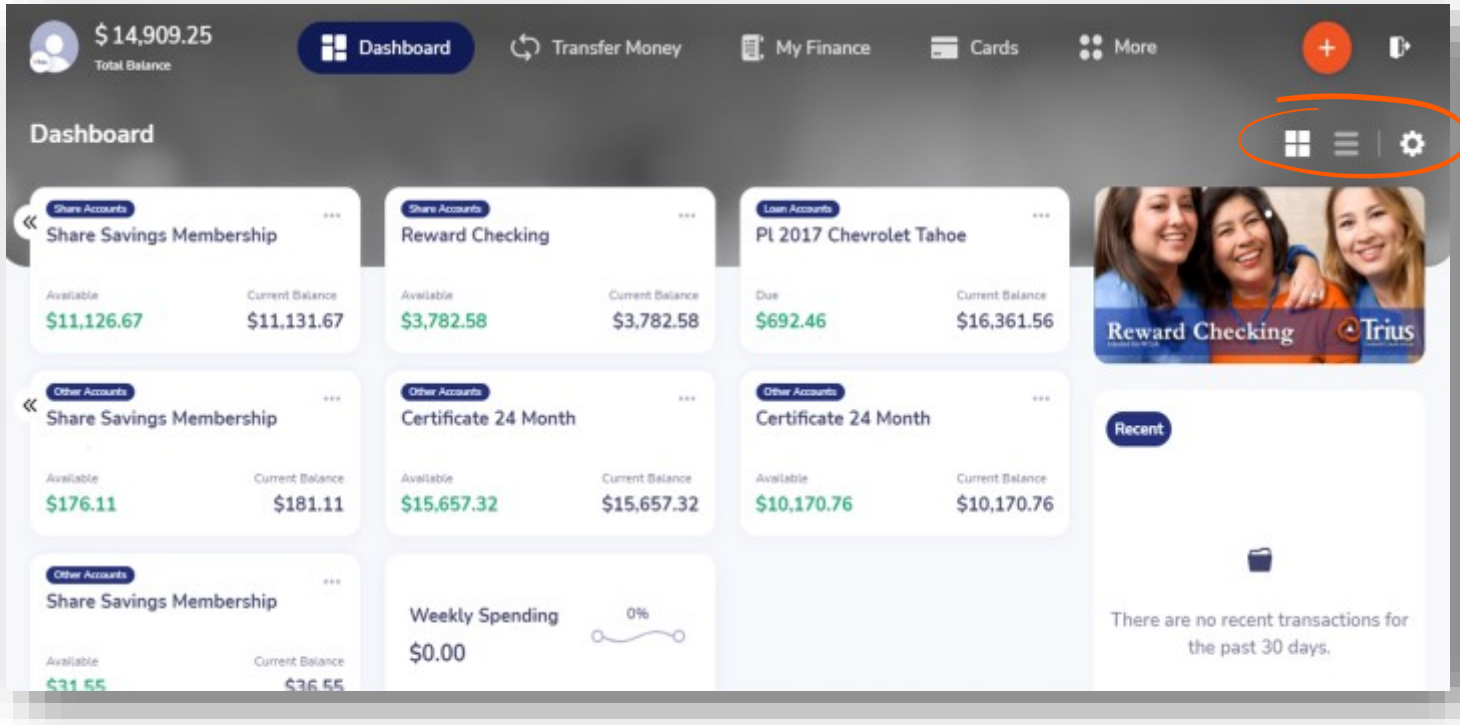 $ 14,909.25
Total Balance
Dashboard
Transfer Money
My Finance
Cards
More
Dashboard
Share Accounts
Share Savings Membership
Available
Current Balance
$11,126.67
$11,131.67
Share Accounts
Reward Checking
Available
Current Balance
$3,782.58
$3,782.58
Loan Accounts
Pl 2017 Chevrolet Tahoe
Due
Current Balance
$692.46
$16,361.56
Reward Checking
Trius
Other Accounts
Share Savings Membership
Available
Current Balance
$176.11
$181.11
Other Accounts
Certificate 24 Month
Available
Current Balance
$15,657.32
$15,657.32
Other Accounts
Certificate 24 Month
Available
Current Balance
$10,170.76
$10,170.76
Recent
There are no recent transactions for
the past 30 days.
Other Accounts
Share Savings Membership
Available
Current Balance
$31.55
$36.55
Weekly Spending
0%
$0.00